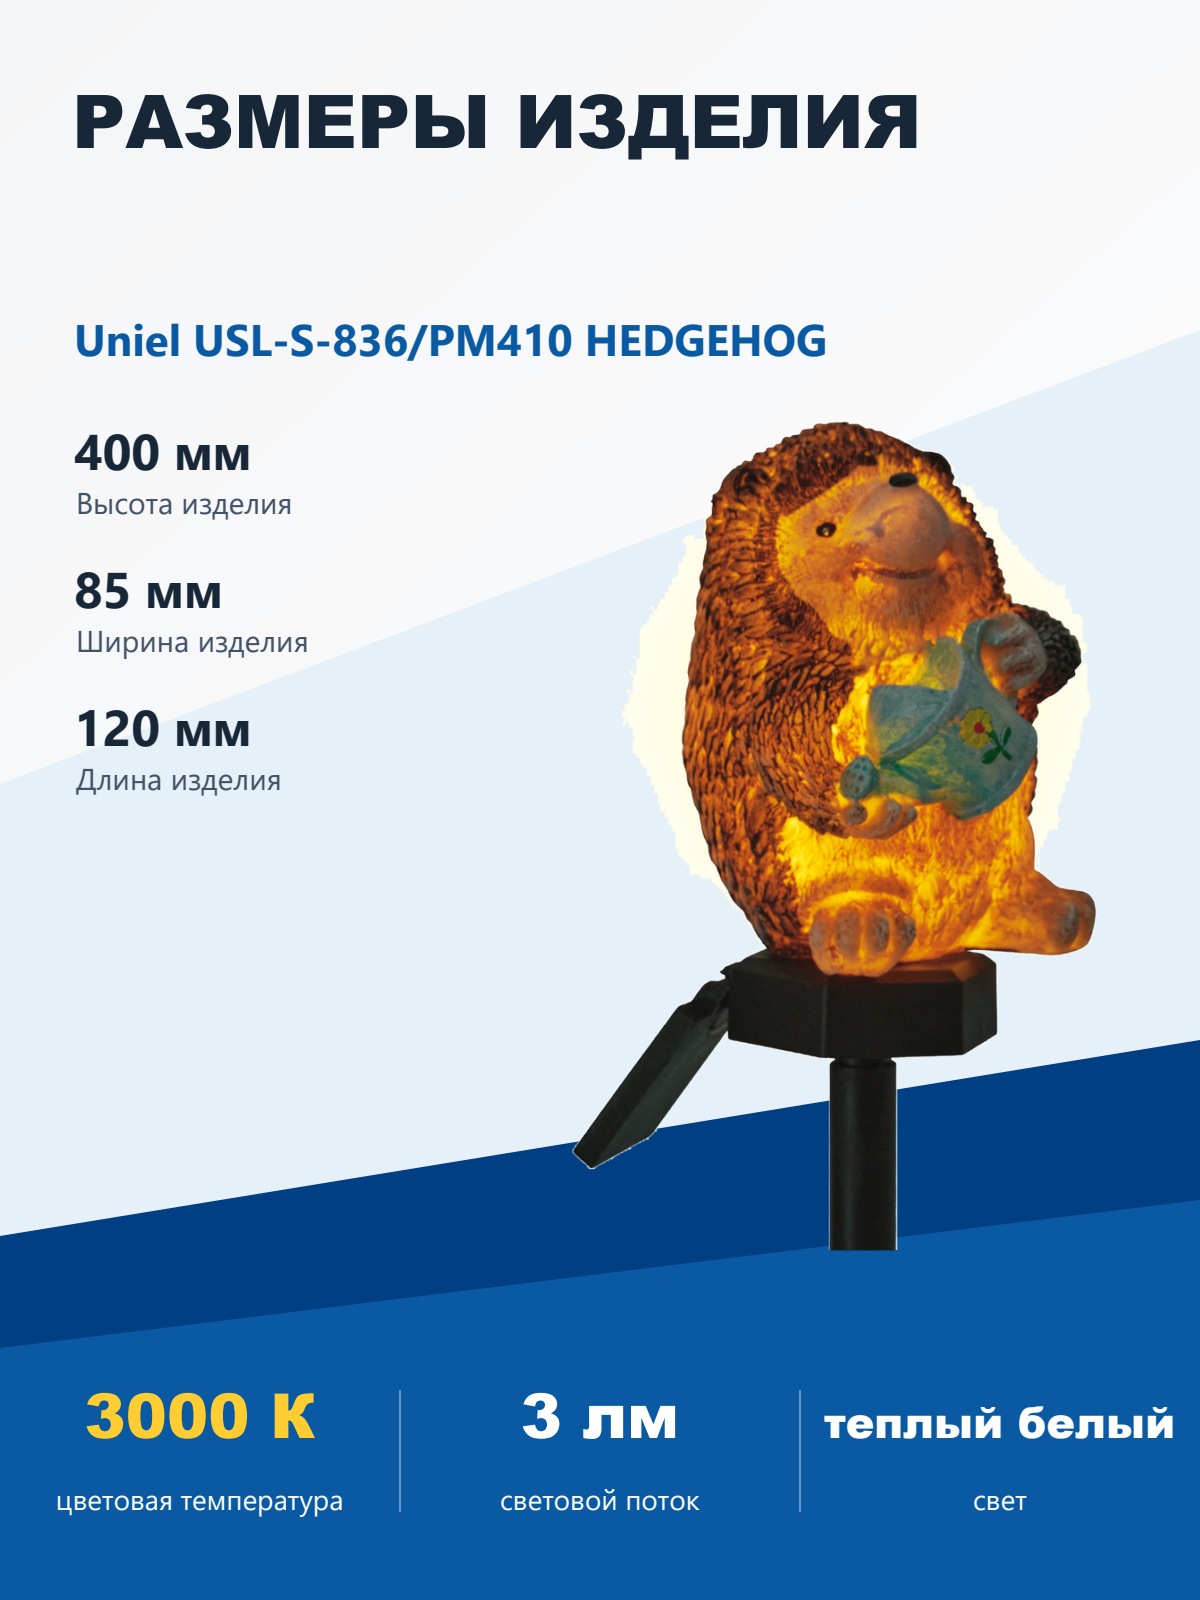 РАЗМЕРЫ ИЗДЕЛИЯ
Uniel USL-S-836/PM410 HEDGEHOG
400 мм
Высота изделия
85 мм
Ширина изделия
120 мм
Длина изделия
3000 К
цветовая температура
3 лм
световой поток
теплый белый
свет